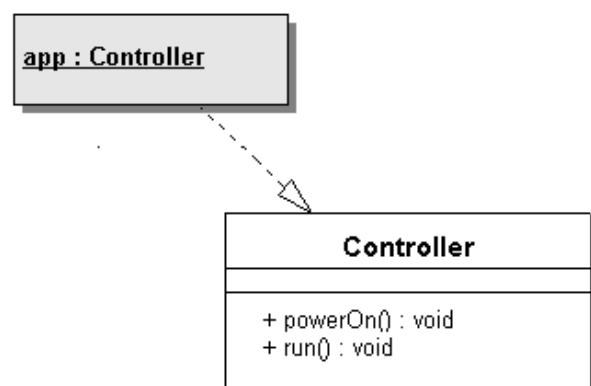 app : Controller
Controller
+ powerOn() : void
+ run() : void